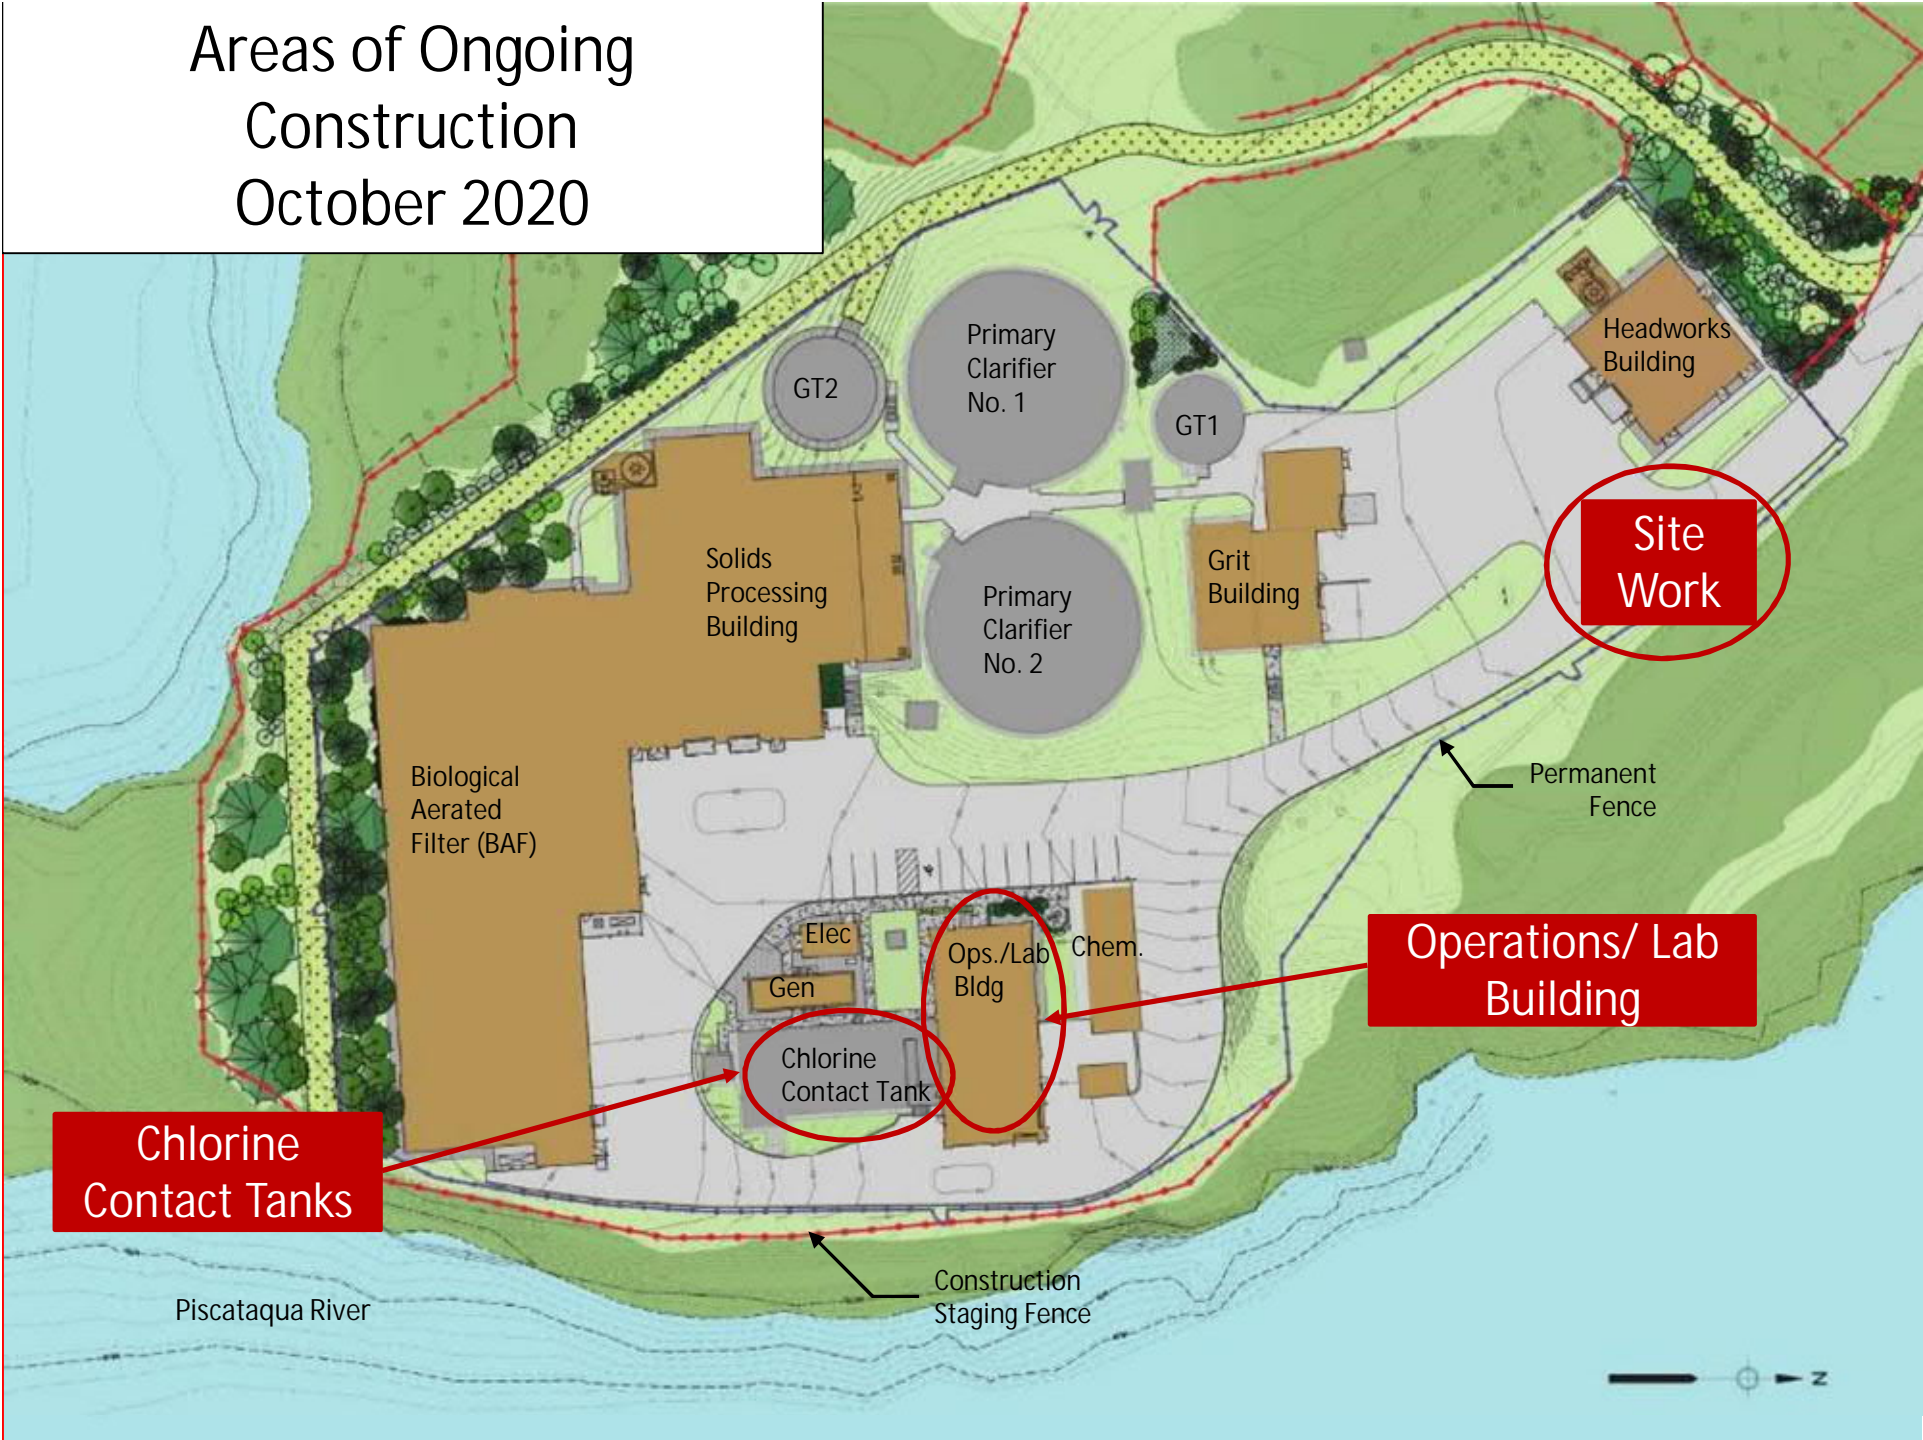 Areas of Ongoing
Construction
October 2020
Primary
Clarifier
No. 1
GT2
GT1
Headworks
Building
Solids
Processing
Building
Primary
Clarifier
No. 2
Grit
Building
Site
Work
Biological
Aerated
Filter (BAF)
Permanent
Fence
Elec
Gen
Ops./Lab
Bldg
Chem.
Operations/ Lab
Building
Chlorine
Contact Tank
Chlorine
Contact Tanks
Construction
Staging Fence
Piscataqua River
N